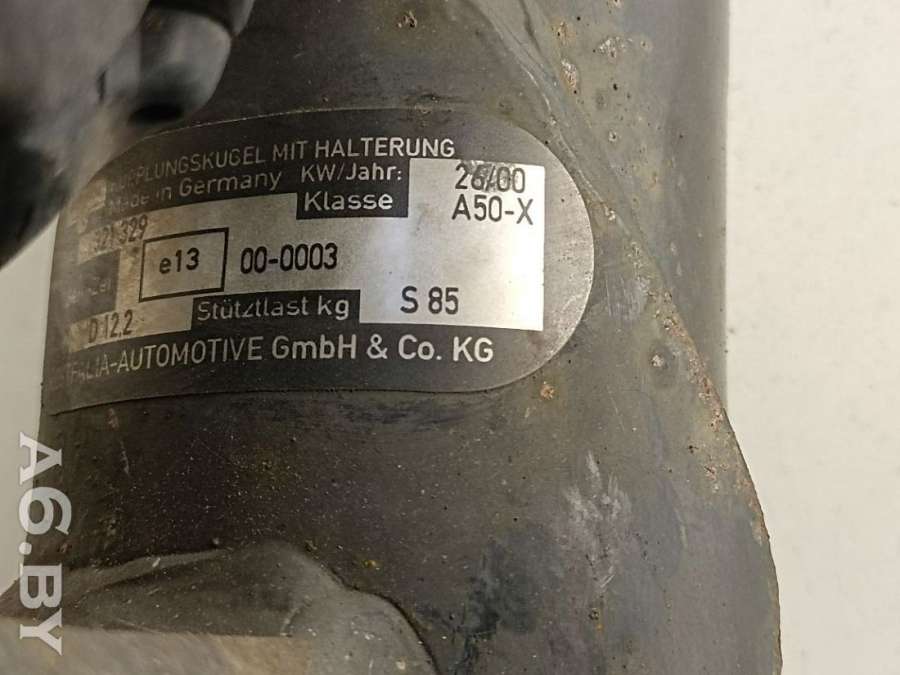 MIT HALTERUNG
Made in Germany KW/Jahr: 26/00
Klasse A50-X
329
e13 00-0003
D 12,2 Stützlast kg S 85
-AUTOMOTIVE GmbH & Co. KG
A6.BY